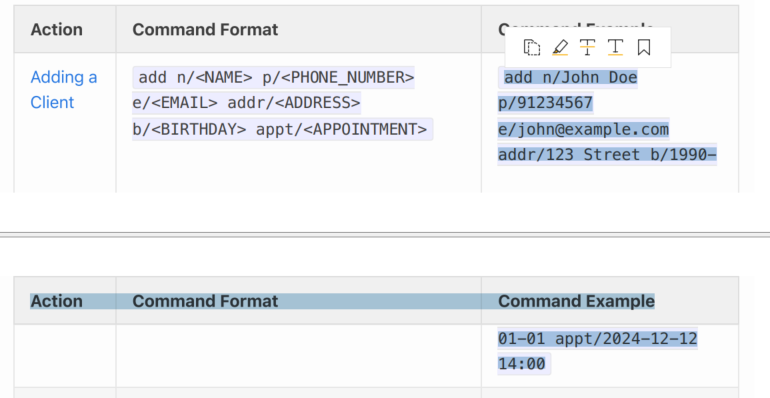 Action Command Format Command Example
Adding a Client
add n/<NAME> p/<PHONE_NUMBER>
e/<EMAIL> addr/<ADDRESS>
b/<BIRTHDAY> appt/<APPOINTMENT>
add n/John Doe
p/91234567
e/john@example.com
addr/123 Street b/1990-
Action Command Format Command Example
01-01 appt/2024-12-12
14:00